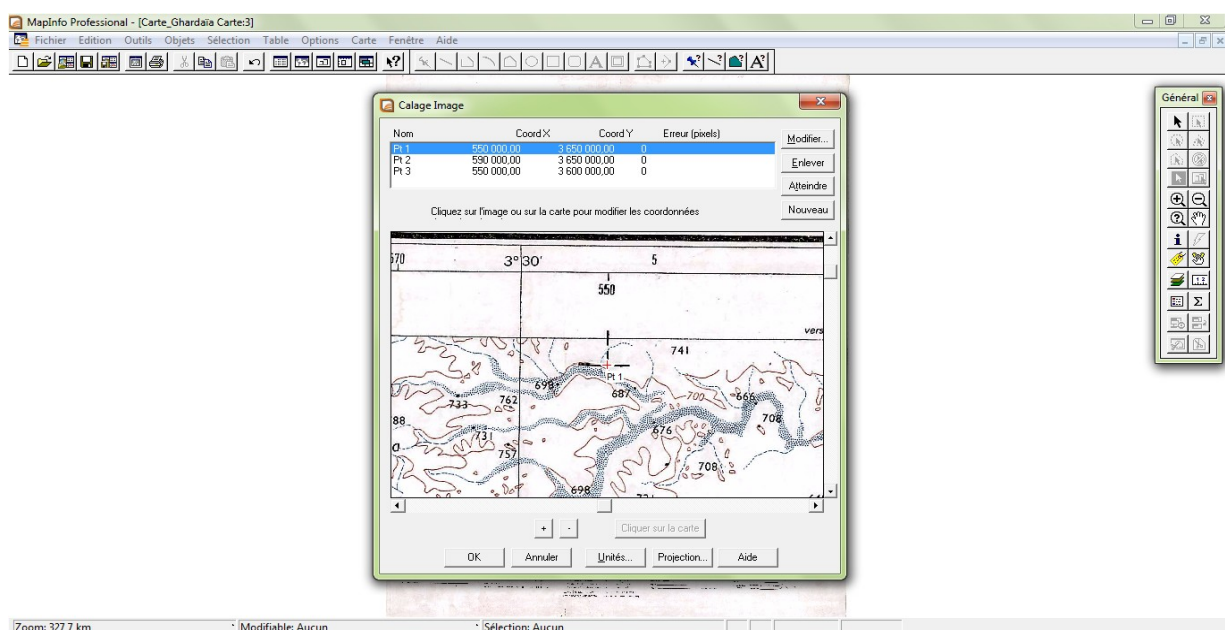 MapInfo Professional - [Carte_Ghardaïa Carte:3]
Fichier Edition Outils Objets Sélection Table Options Carte Fenêtre Aide
Général
Calage Image
Nom Coord X Coord Y Erreur (pixels)
Pt 1 550 000,00 3 650 000,00 0
Pt 2 590 000,00 3 650 000,00 0
Pt 3 550 000,00 3 600 000,00 0
Modifier...
Enlever
Atteindre
Nouveau
Cliquez sur l'image ou sur la carte pour modifier les coordonnées
570 3° 30' 5
550
vers
741
Pt 1
698 687 700 666
733 762
88 708
731 676
a 757
708
698
+ - Cliquer sur la carte
OK Annuler Unités... Projection... Aide
Zoom: 327,7 km Modifiable: Aucun Sélection: Aucun